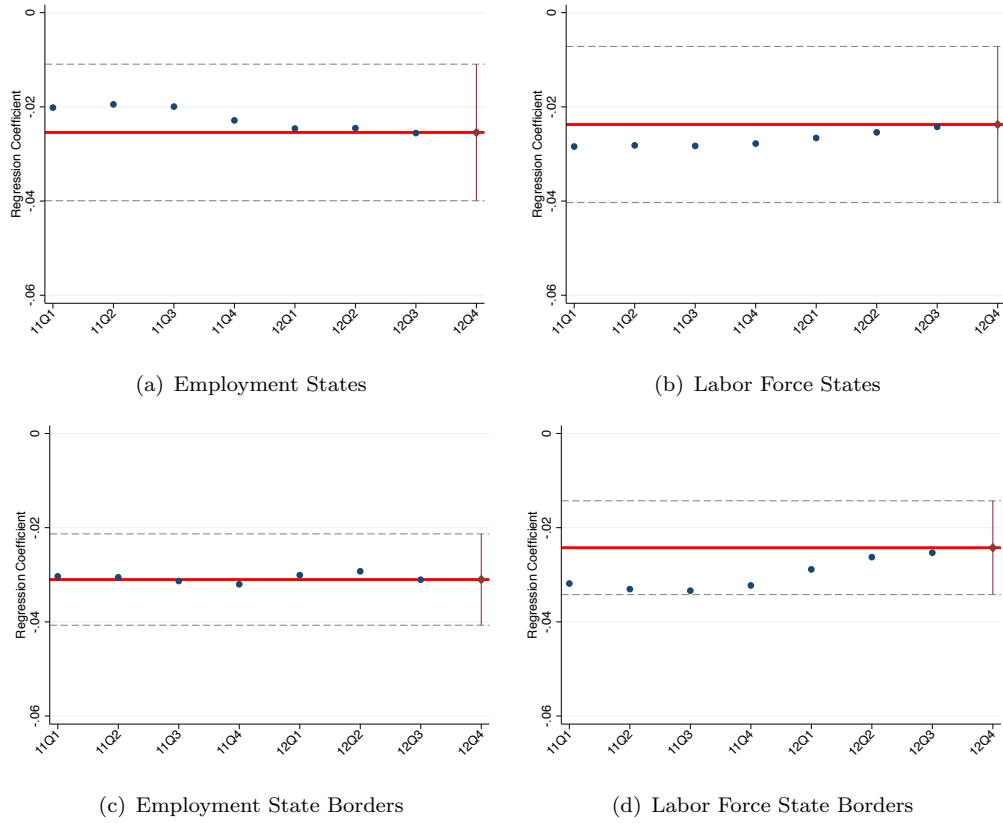 0
-.02
-.04
-.06
Regression Coefficient
11Q1 11Q2 11Q3 11Q4 12Q1 12Q2 12Q3 12Q4
(a) Employment States
0
-.02
-.04
-.06
Regression Coefficient
11Q1 11Q2 11Q3 11Q4 12Q1 12Q2 12Q3 12Q4
(b) Labor Force States
0
-.02
-.04
-.06
Regression Coefficient
11Q1 11Q2 11Q3 11Q4 12Q1 12Q2 12Q3 12Q4
(c) Employment State Borders
0
-.02
-.04
-.06
Regression Coefficient
11Q1 11Q2 11Q3 11Q4 12Q1 12Q2 12Q3 12Q4
(d) Labor Force State Borders